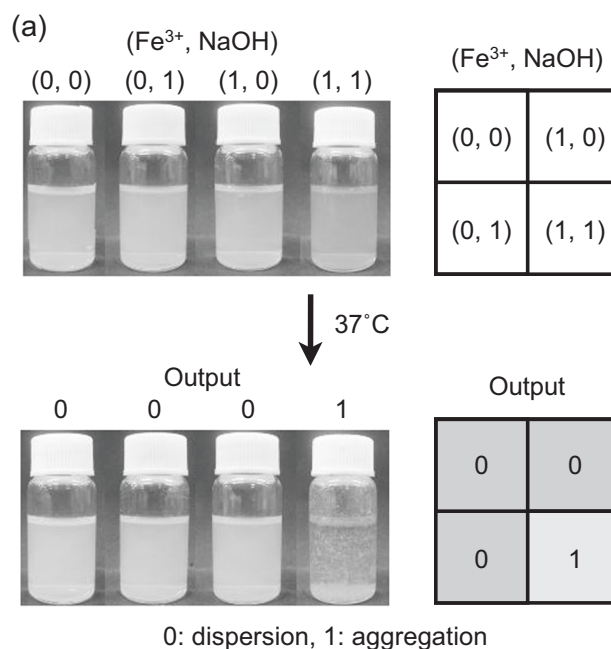 (a)
(Fe³⁺, NaOH)
(0, 0) (0, 1) (1, 0) (1, 1)
(Fe³⁺, NaOH)
(0, 0) (1, 0)
(0, 1) (1, 1)
37˚C
Output
0 0 0 1
Output
0 0
0 1
0: dispersion, 1: aggregation